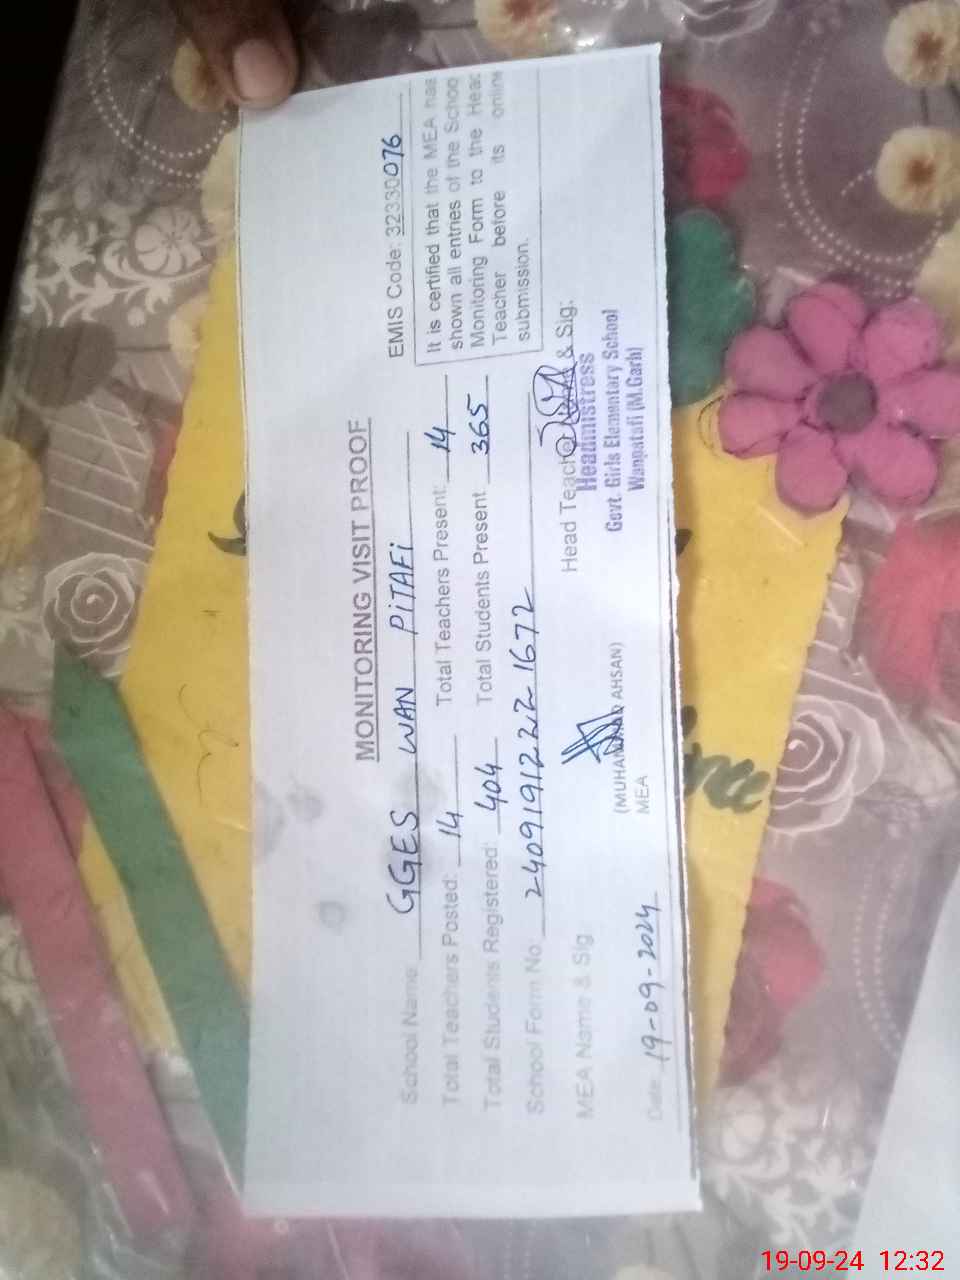 MONITORING VISIT PROOF
School Name: GGES WAN PiTAFi EMIS Code: 32330076
Total Teachers Posted: 14 Total Teachers Present: 14
Total Students Registered: 404 Total Students Present 365
School Form No. 2409191222 1672
It is certified that the MEA has
shown all entries of the Schoo
Monitoring Form to the Head
Teacher before its online
submission.
MEA Name & Sig Head Teacher & Sig:
(MUHAMMAD AHSAN)
MEA
Headmistress
Govt. Girls Elementary School
Wanpatafi (M.Garh)
Date: 19-09-2024
19-09-24 12:32